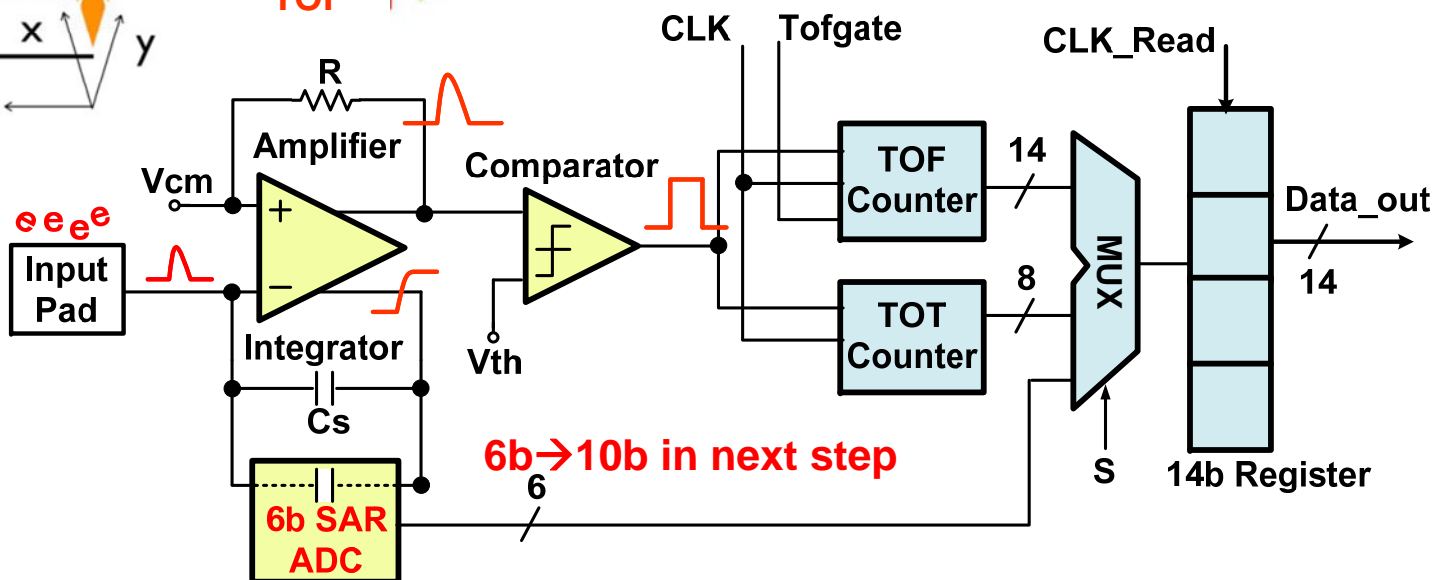 TOF
x
y
CLK
Tofgate
CLK_Read
R
Amplifier
Vcm
+
−
e e e e
Input
Pad
Comparator
Vth
Integrator
Cs
6b SAR
ADC
TOF
Counter
14
TOT
Counter
8
MUX
S
6b→10b in next step
6
14b Register
Data_out
14